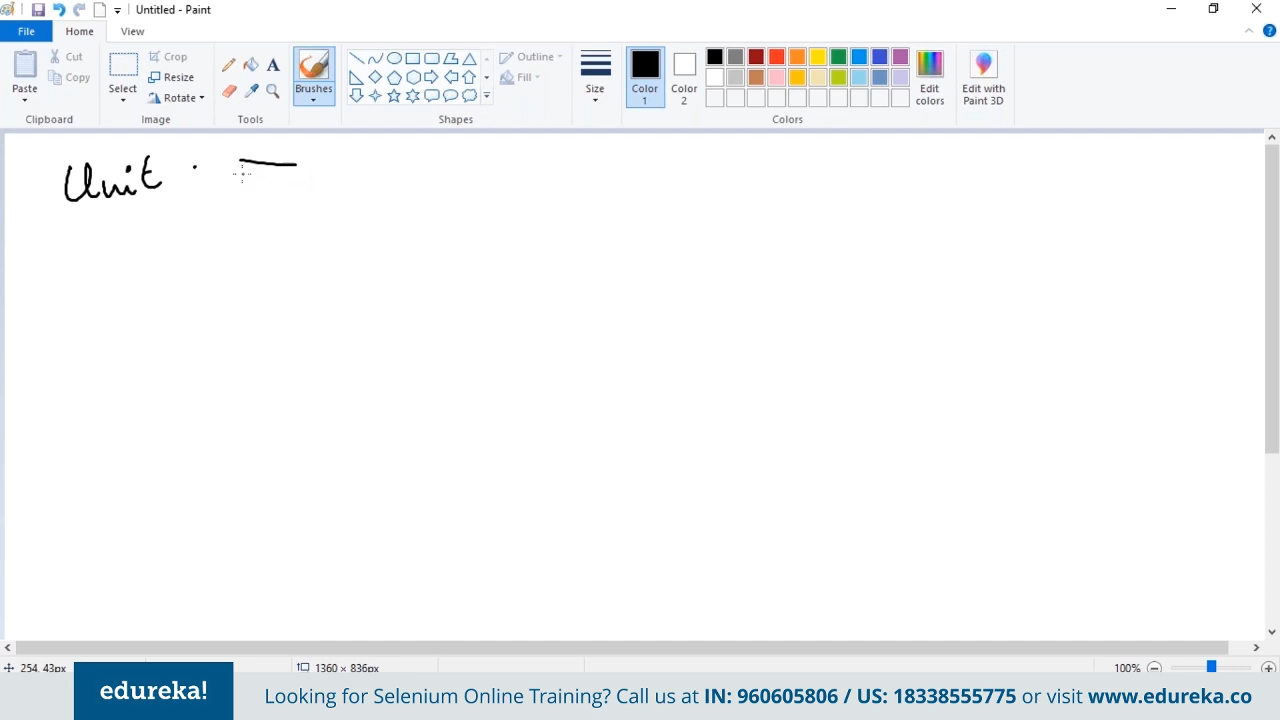 Untitled - Paint
File Home View
Paste
Cut
Copy
Clipboard
Select
Crop
Resize
Rotate
Image
Tools
Brushes
Outline
Fill
Shapes
Size
Color 1
Color 2
Edit colors
Colors
Edit with Paint 3D
Unit
254, 43px
1360 × 836px
100%
edureka!
Looking for Selenium Online Training? Call us at IN: 960605806 / US: 18338555775 or visit www.edureka.co